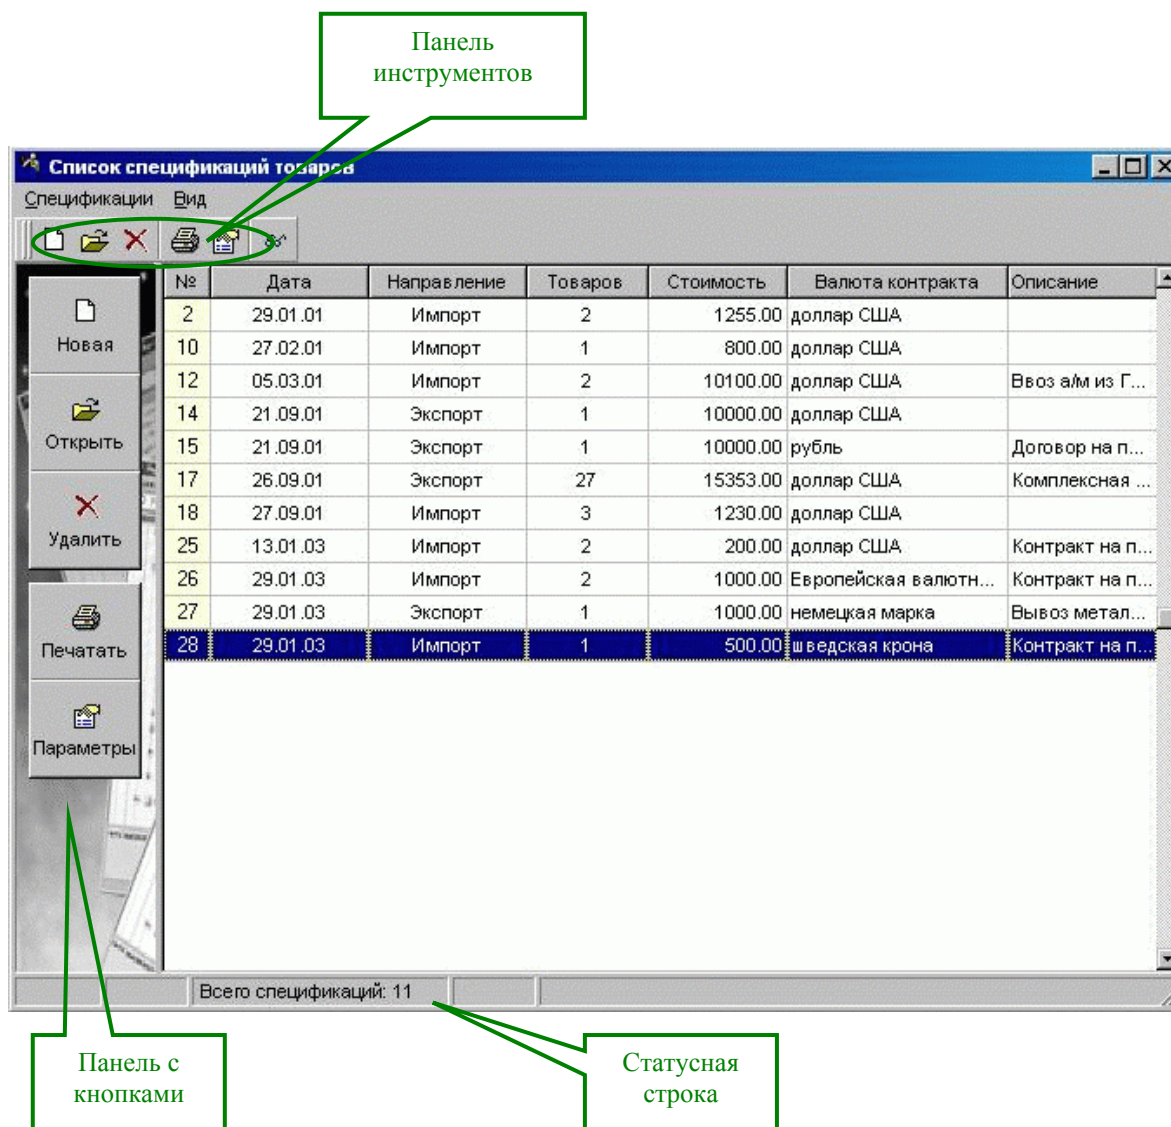 Панель
инструментов
Список спецификаций товаров
Спецификации Вид
№ Дата Направление Товаров Стоимость Валюта контракта Описание
2 29.01.01 Импорт 2 1255.00 доллар США
10 27.02.01 Импорт 1 800.00 доллар США
12 05.03.01 Импорт 2 10100.00 доллар США Ввоз а/м из Г...
14 21.09.01 Экспорт 1 10000.00 доллар США
15 21.09.01 Экспорт 1 10000.00 рубль Договор на п...
17 26.09.01 Экспорт 27 15353.00 доллар США Комплексная ...
18 27.09.01 Импорт 3 1230.00 доллар США
25 13.01.03 Импорт 2 200.00 доллар США Контракт на п...
26 29.01.03 Импорт 2 1000.00 Европейская валютн... Контракт на п...
27 29.01.03 Экспорт 1 1000.00 немецкая марка Вывоз метал...
28 29.01.03 Импорт 1 500.00 шведская крона Контракт на п...
Новая
Открыть
Удалить
Печатать
Параметры
Всего спецификаций: 11
Панель с
кнопками
Статусная
строка